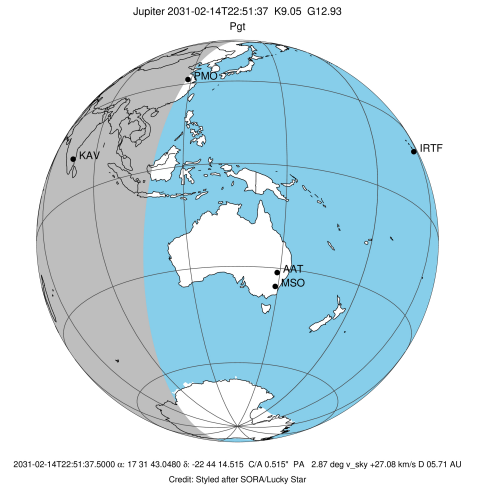 Jupiter 2031-02-14T22:51:37 K9.05 G12.93
Pgt
PMO
KAV
IRTF
AAT
MSO
2031-02-14T22:51:37.5000 α: 17 31 43.0480 δ: -22 44 14.515 C/A 0.515" PA 2.87 deg v_sky +27.08 km/s D 05.71 AU
Credit: Styled after SORA/Lucky Star